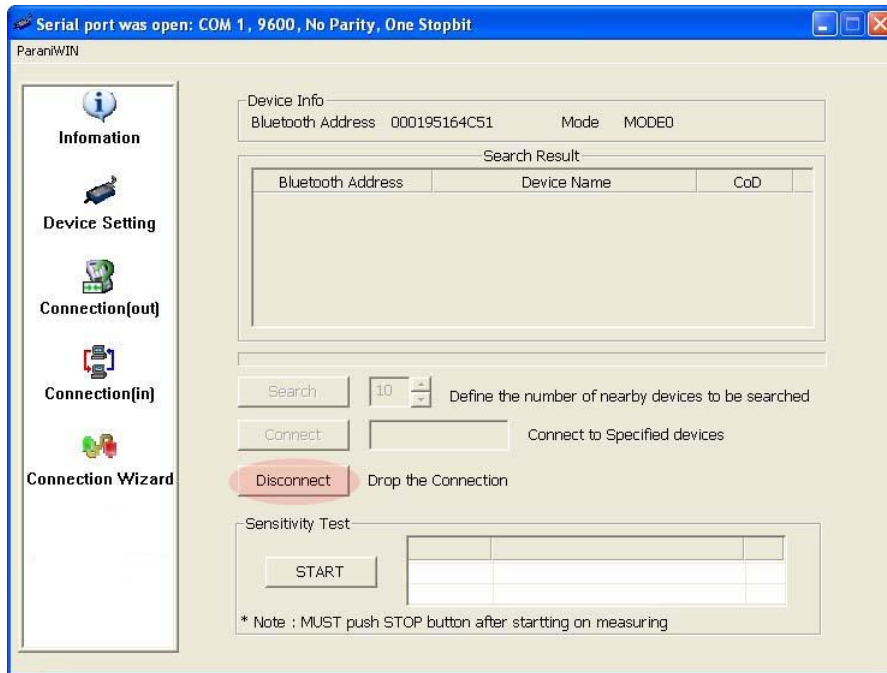 Serial port was open: COM 1, 9600, No Parity, One Stopbit
ParaniWIN
Infomation
Device Setting
Connection(out)
Connection(in)
Connection Wizard
Device Info
Bluetooth Address 000195164C51 Mode MODE0
Search Result
Bluetooth Address Device Name CoD
Search 10 Define the number of nearby devices to be searched
Connect Connect to Specified devices
Disconnect Drop the Connection
Sensitivity Test
START
* Note : MUST push STOP button after startting on measuring